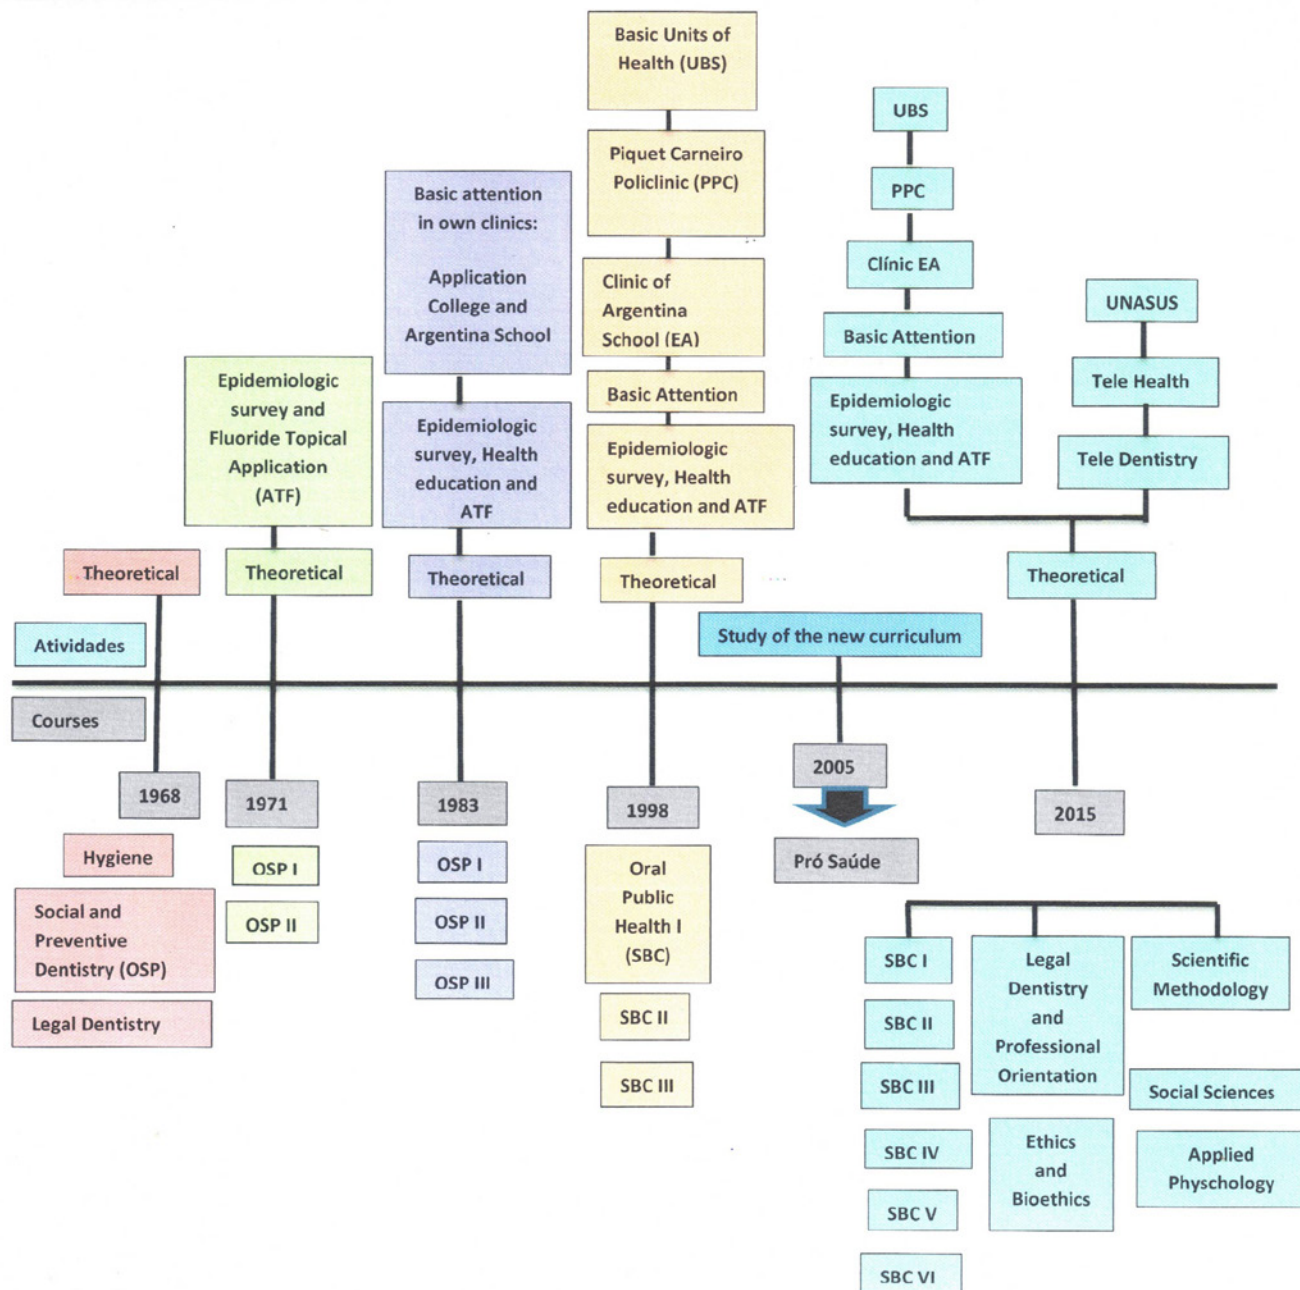 Basic Units of
Health (UBS)
Piquet Carneiro
Policlinic (PPC)
Clinic of
Argentina
School (EA)
Basic Attention
Epidemiologic
survey, Health
education and ATF
Theoretical
Basic attention
in own clinics:
Application
College and
Argentina School
Epidemiologic
survey, Health
education and
ATF
Theoretical
Epidemiologic
survey and
Fluoride Topical
Application
(ATF)
Theoretical
Theoretical
UBS
PPC
Clínic EA
Basic Attention
Epidemiologic
survey, Health
education and ATF
UNASUS
Tele Health
Tele Dentistry
Theoretical
Study of the new curriculum
Atividades
Courses
1968
Hygiene
Social and
Preventive
Dentistry (OSP)
Legal Dentistry
1971
OSP I
OSP II
1983
OSP I
OSP II
OSP III
1998
Oral
Public
Health I
(SBC)
SBC II
SBC III
2005
Pró Saúde
2015
SBC I
SBC II
SBC III
SBC IV
SBC V
SBC VI
Legal
Dentistry
and
Professional
Orientation
Ethics
and
Bioethics
Scientific
Methodology
Social Sciences
Applied
Physchology